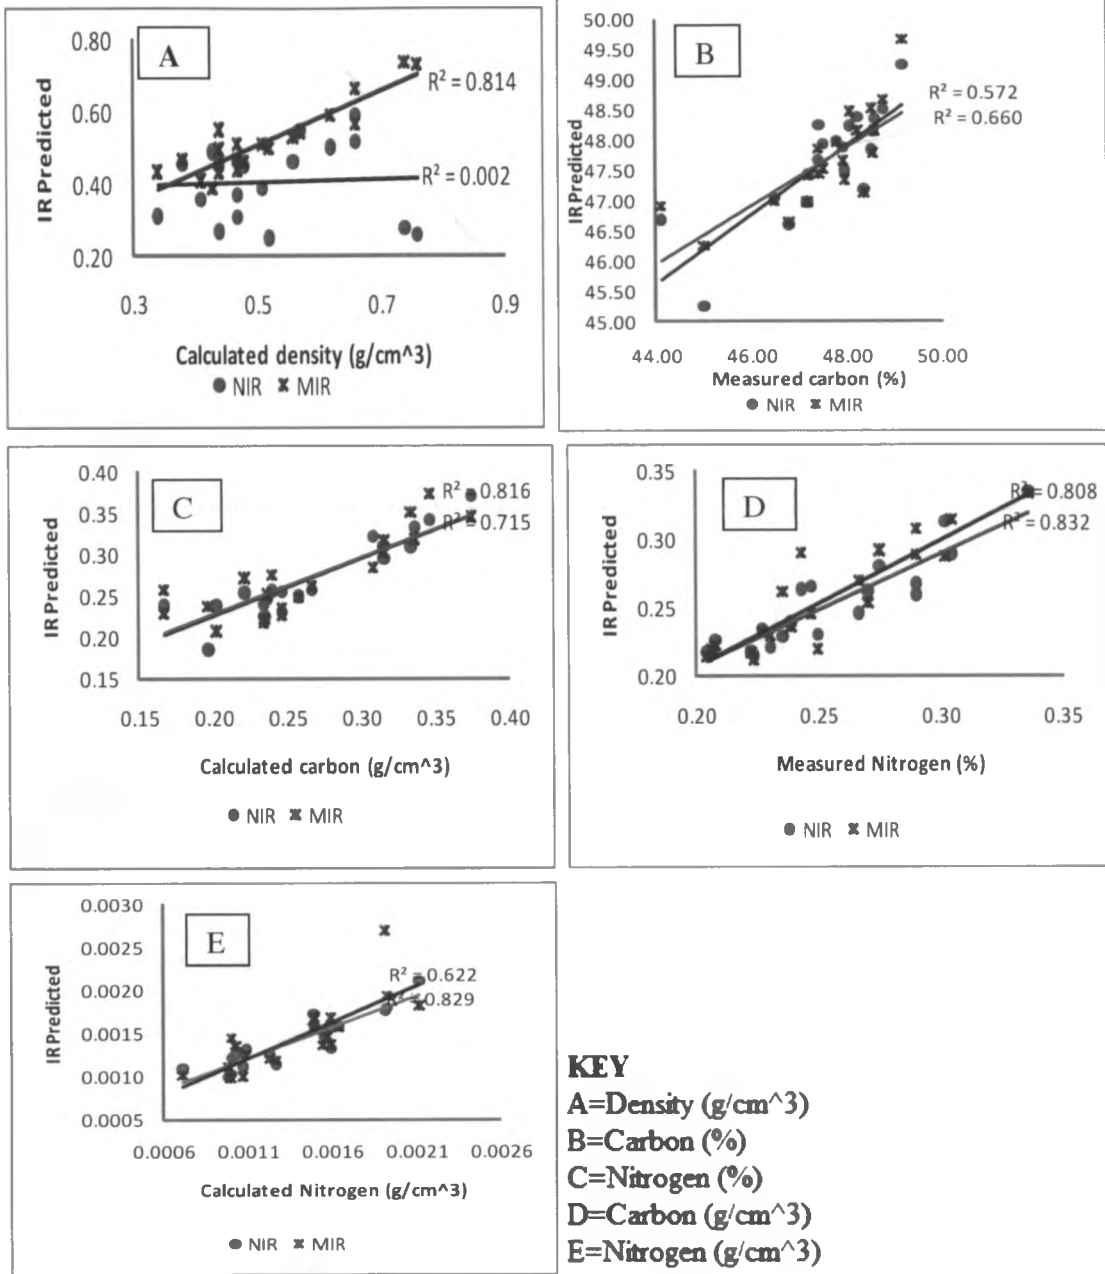 A
0.80
0.60
0.40
0.20
IR Predicted
R² = 0.814
R² = 0.002
0.3 0.5 0.7 0.9
Calculated density (g/cm^3)
NIR MIR
B
50.00
49.50
49.00
48.50
48.00
47.50
47.00
46.50
46.00
45.50
45.00
IR Predicted
R² = 0.572
R² = 0.660
44.00 46.00 48.00 50.00
Measured carbon (%)
NIR MIR
C
0.40
0.35
0.30
0.25
0.20
0.15
IR Predicted
R² = 0.816
R² = 0.715
0.15 0.20 0.25 0.30 0.35 0.40
Calculated carbon (g/cm^3)
NIR MIR
D
0.35
0.30
0.25
0.20
IR Predicted
R² = 0.808
R² = 0.832
0.20 0.25 0.30 0.35
Measured Nitrogen (%)
NIR MIR
E
0.0030
0.0025
0.0020
0.0015
0.0010
0.0005
IR Predicted
R² = 0.622
R² = 0.829
0.0006 0.0011 0.0016 0.0021 0.0026
Calculated Nitrogen (g/cm^3)
NIR MIR
KEY
A=Density (g/cm^3)
B=Carbon (%)
C=Nitrogen (%)
D=Carbon (g/cm^3)
E=Nitrogen (g/cm^3)